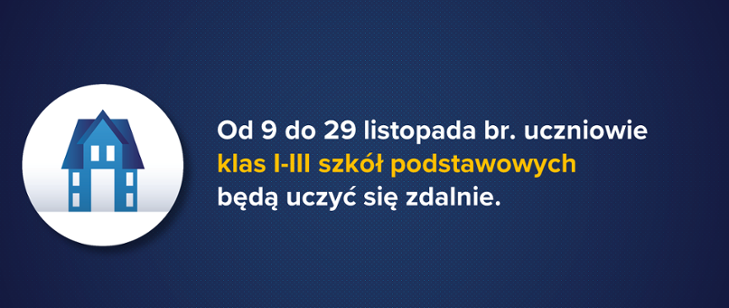 Od 9 do 29 listopada br. uczniowie
klas I-III szkół podstawowych
będą uczyć się zdalnie.